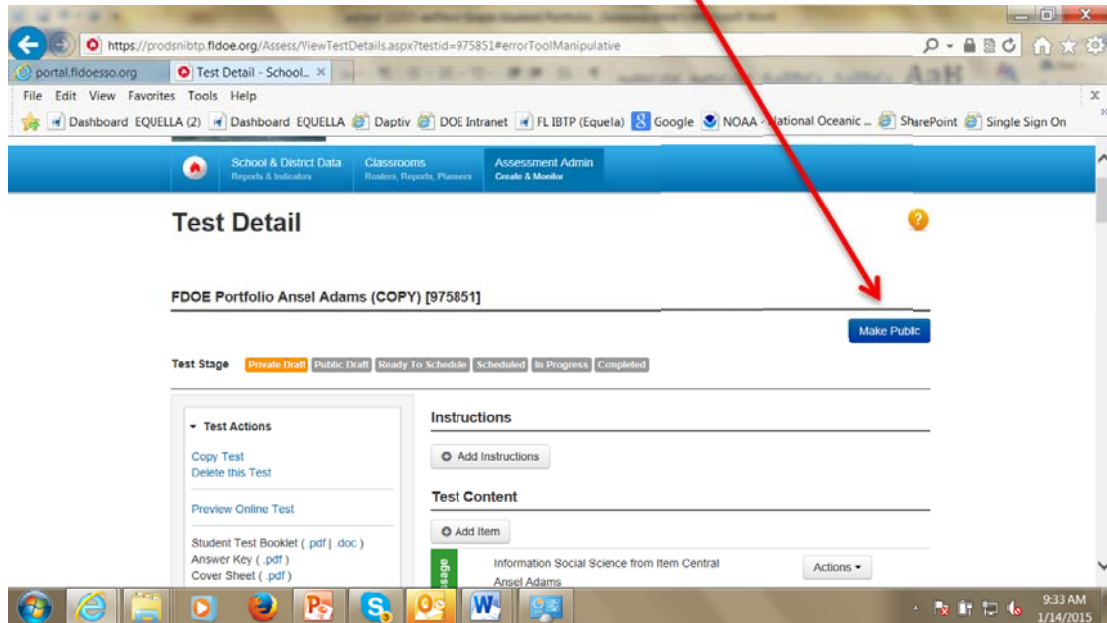 https://prodsnibtp.fldoe.org/Assess/ViewTestDetails.aspx?testid=975851#errorToolManipulative
portal.fldoesso.org
Test Detail - School...
File Edit View Favorites Tools Help
Dashboard EQUELLA (2) Dashboard EQUELLA Daptiv DOE Intranet FL IBTP (Equela) Google NOAA - National Oceanic ... SharePoint Single Sign On
School & District Data Classrooms Assessment Admin
Reports & Indicators Rosters, Reports, Planners Create & Monitor
Test Detail
FDOE Portfolio Ansel Adams (COPY) [975851]
Make Public
Test Stage Private Draft Public Draft Ready To Schedule Scheduled In Progress Completed
Test Actions
Copy Test
Delete this Test
Preview Online Test
Student Test Booklet ( .pdf | .doc )
Answer Key ( .pdf )
Cover Sheet ( .pdf )
Instructions
Add Instructions
Test Content
Add Item
Information Social Science from Item Central
Ansel Adams
Actions
9:33 AM
1/14/2015